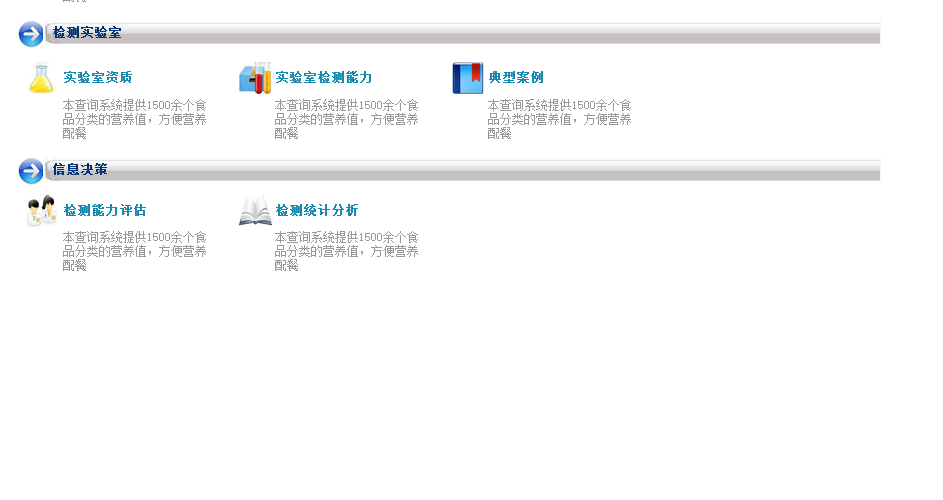 检测实验室
实验室资质
实验室检测能力
典型案例
本查询系统提供1500余个食
品分类的营养值，方便营养
配餐
本查询系统提供1500余个食
品分类的营养值，方便营养
配餐
本查询系统提供1500余个食
品分类的营养值，方便营养
配餐
信息决策
检测能力评估
检测统计分析
本查询系统提供1500余个食
品分类的营养值，方便营养
配餐
本查询系统提供1500余个食
品分类的营养值，方便营养
配餐